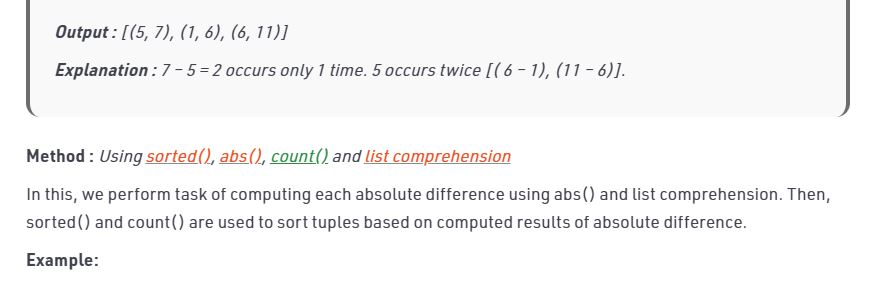 Output : [(5, 7), (1, 6), (6, 11)]
Explanation : 7 – 5 = 2 occurs only 1 time. 5 occurs twice [( 6 – 1), (11 – 6)].
Method : Using sorted(), abs(), count() and list comprehension
In this, we perform task of computing each absolute difference using abs() and list comprehension. Then,
sorted() and count() are used to sort tuples based on computed results of absolute difference.
Example: